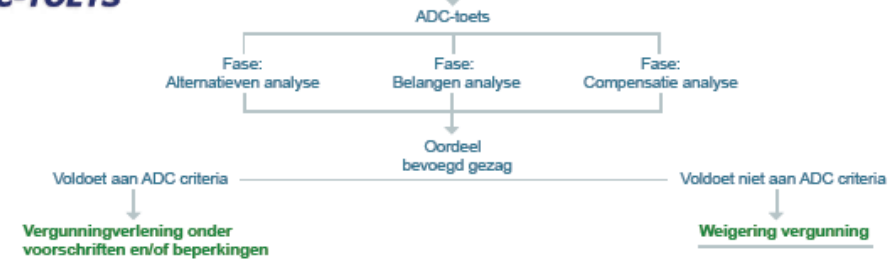 C-TOETS
ADC-toets
Fase:
Alternatieven analyse
Fase:
Belangen analyse
Fase:
Compensatie analyse
Oordeel
bevoegd gezag
Voldoet aan ADC criteria
Voldoet niet aan ADC criteria
Vergunningverlening onder
voorschriften en/of beperkingen
Weigering vergunning